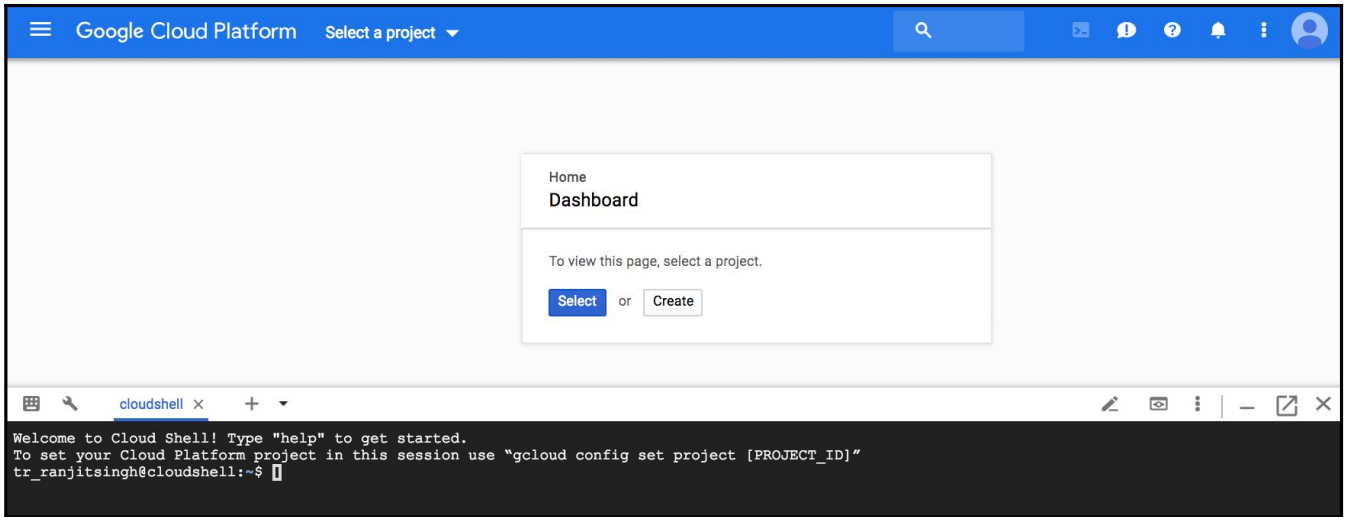 Google Cloud Platform Select a project
Home
Dashboard
To view this page, select a project.
Select or Create
cloudshell
Welcome to Cloud Shell! Type "help" to get started.
To set your Cloud Platform project in this session use “gcloud config set project [PROJECT_ID]”
tr_ranjitsingh@cloudshell:~$